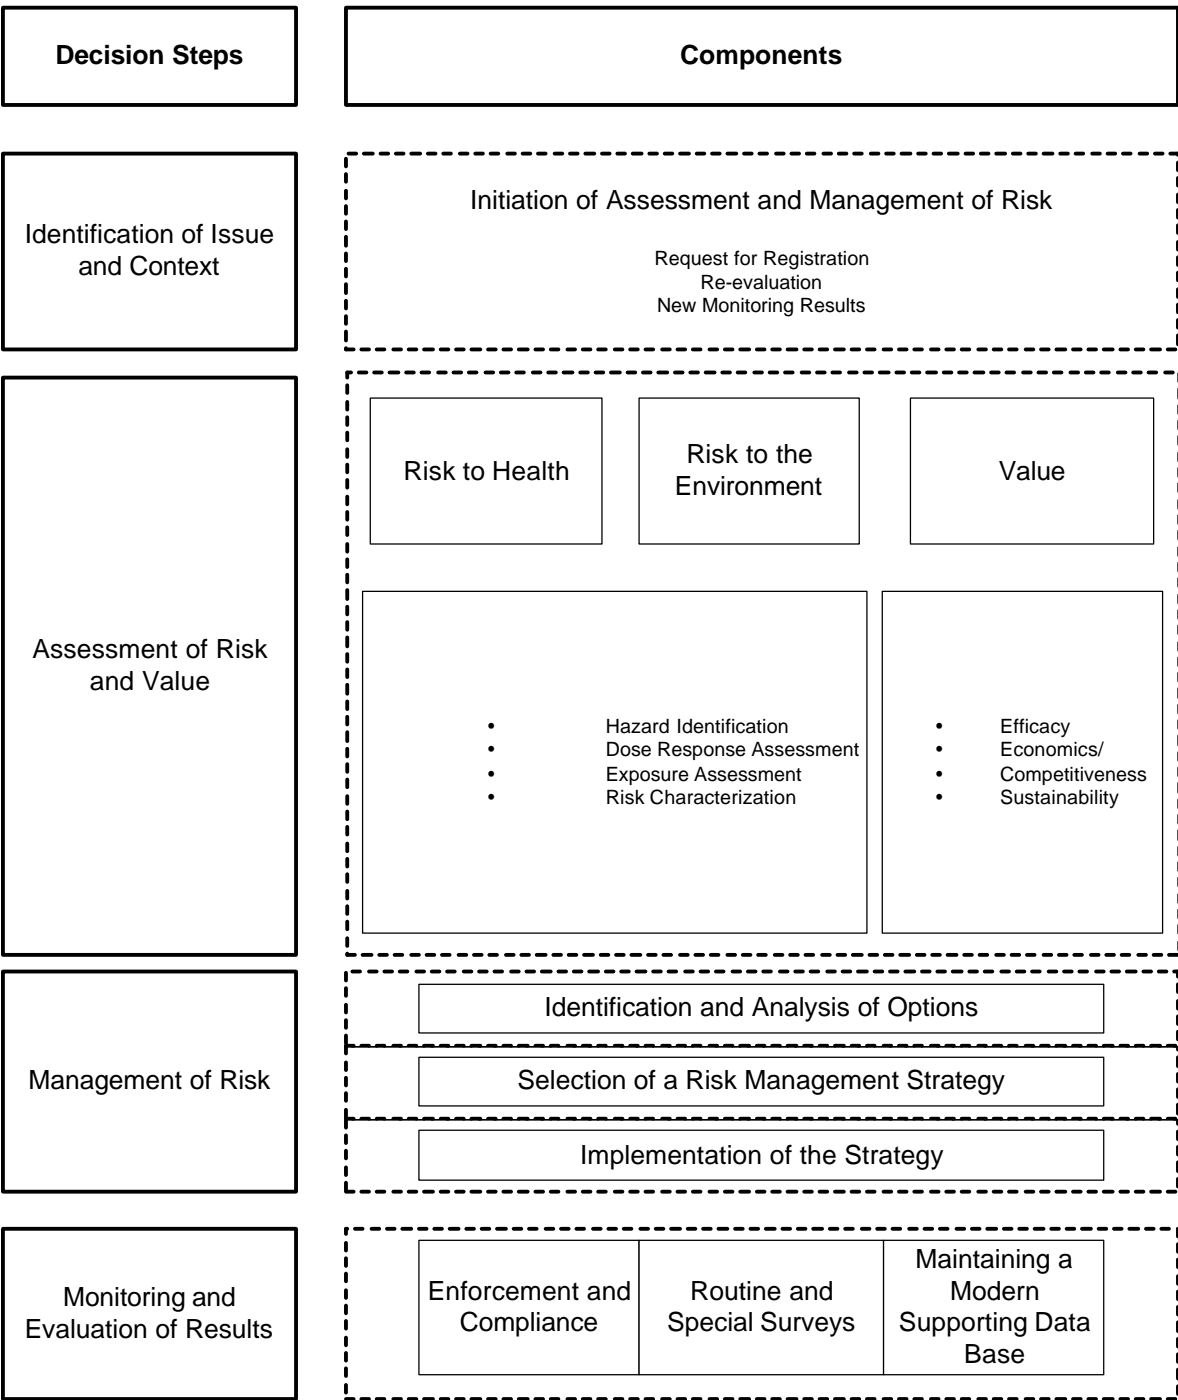 Decision Steps
Components
Identification of Issue
and Context
Initiation of Assessment and Management of Risk
Request for Registration
Re-evaluation
New Monitoring Results
Assessment of Risk
and Value
Risk to Health
Risk to the
Environment
Value
• Hazard Identification
• Dose Response Assessment
• Exposure Assessment
• Risk Characterization
• Efficacy
• Economics/
• Competitiveness
• Sustainability
Management of Risk
Identification and Analysis of Options
Selection of a Risk Management Strategy
Implementation of the Strategy
Monitoring and
Evaluation of Results
Enforcement and
Compliance
Routine and
Special Surveys
Maintaining a
Modern
Supporting Data
Base